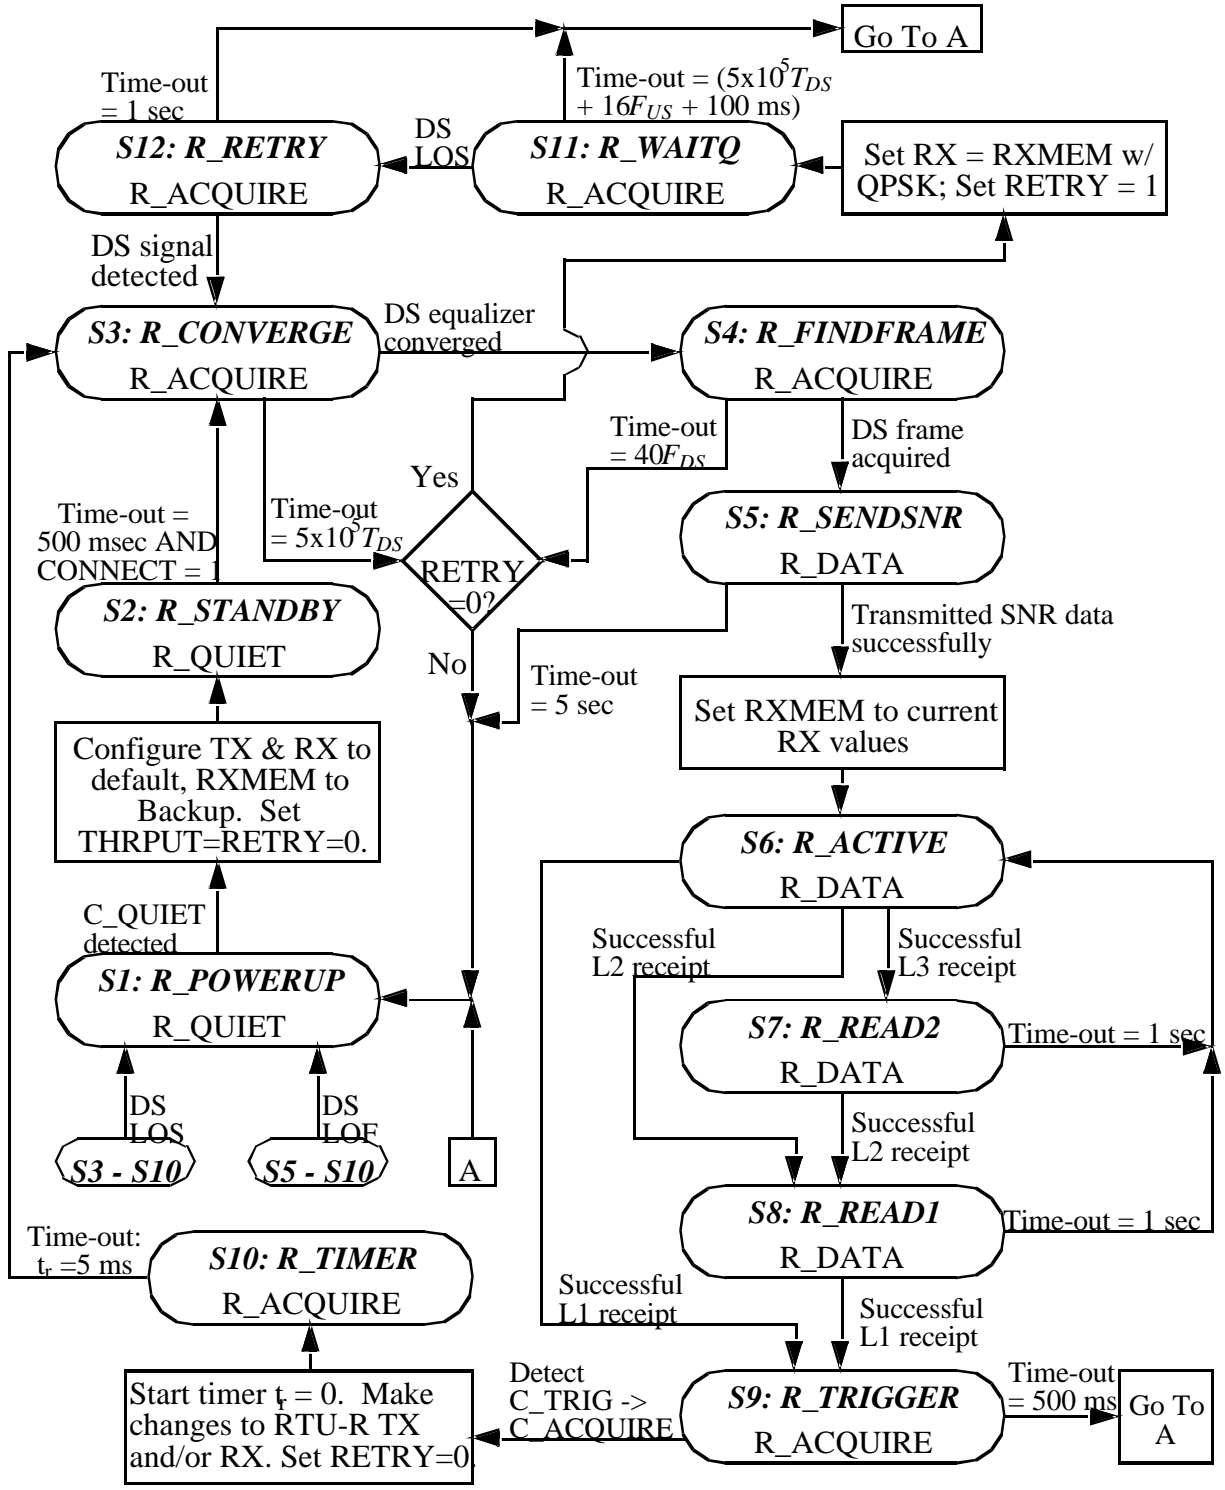 Go To A
Time-out
= 1 sec
Time-out = (5x10⁵T_DS
+ 16F_US + 100 ms)
S12: R_RETRY
R_ACQUIRE
DS
LOS
S11: R_WAITQ
R_ACQUIRE
Set RX = RXMEM w/
QPSK; Set RETRY = 1
DS signal
detected
S3: R_CONVERGE
R_ACQUIRE
DS equalizer
converged
S4: R_FINDFRAME
R_ACQUIRE
Time-out
= 40F_DS
DS frame
acquired
Yes
Time-out
= 5x10⁵T_DS
RETRY
=0?
No
Time-out =
500 msec AND
CONNECT = 1
S5: R_SENDSNR
R_DATA
S2: R_STANDBY
R_QUIET
Transmitted SNR data
successfully
Time-out
= 5 sec
Set RXMEM to current
RX values
Configure TX & RX to
default, RXMEM to
Backup. Set
THRPUT=RETRY=0.
S6: R_ACTIVE
R_DATA
C_QUIET
detected
Successful
L2 receipt
Successful
L3 receipt
S1: R_POWERUP
R_QUIET
S7: R_READ2
R_DATA
Time-out = 1 sec
DS
LOS
DS
LOF
S3 - S10
S5 - S10
A
Successful
L2 receipt
S8: R_READ1
R_DATA
Time-out = 1 sec
Time-out:
t_r =5 ms
S10: R_TIMER
R_ACQUIRE
Successful
L1 receipt
Successful
L1 receipt
Start timer t_r = 0. Make
changes to RTU-R TX
and/or RX. Set RETRY=0.
Detect
C_TRIG ->
C_ACQUIRE
S9: R_TRIGGER
R_ACQUIRE
Time-out
= 500 ms
Go To
A